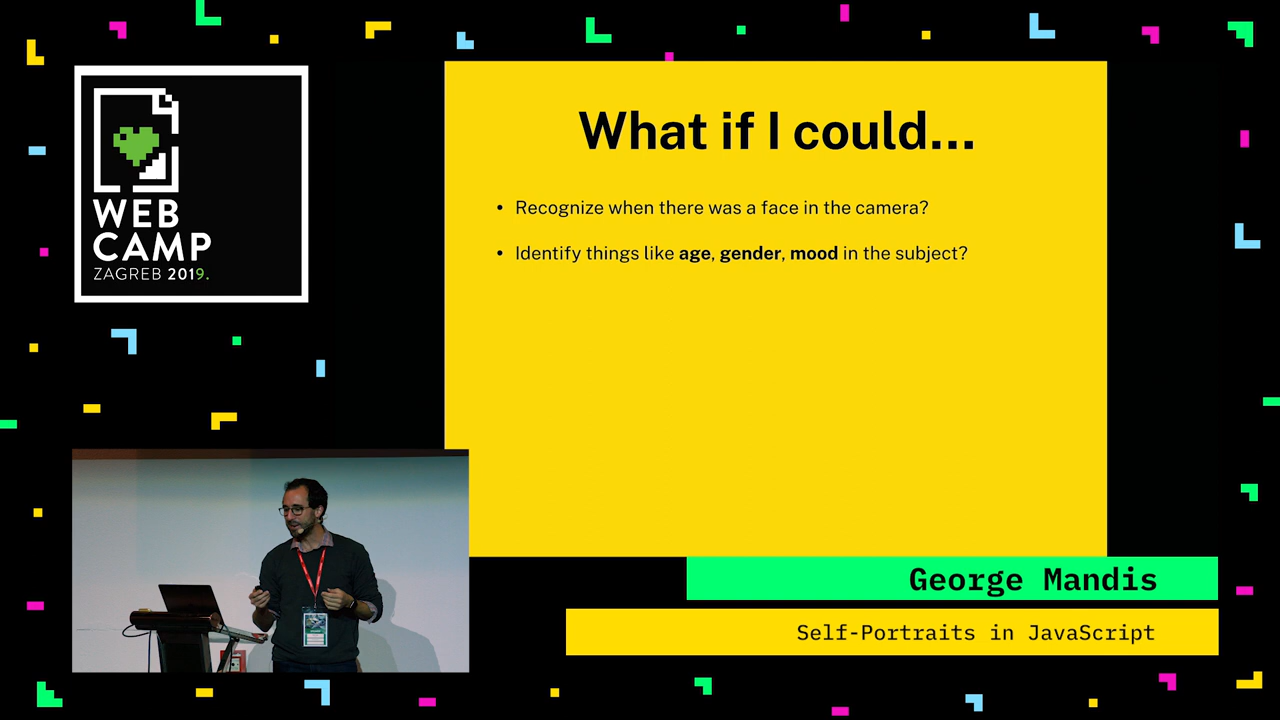 WEB
CAMP
ZAGREB 2019.
What if I could...
• Recognize when there was a face in the camera?
• Identify things like age, gender, mood in the subject?
George Mandis
Self-Portraits in JavaScript